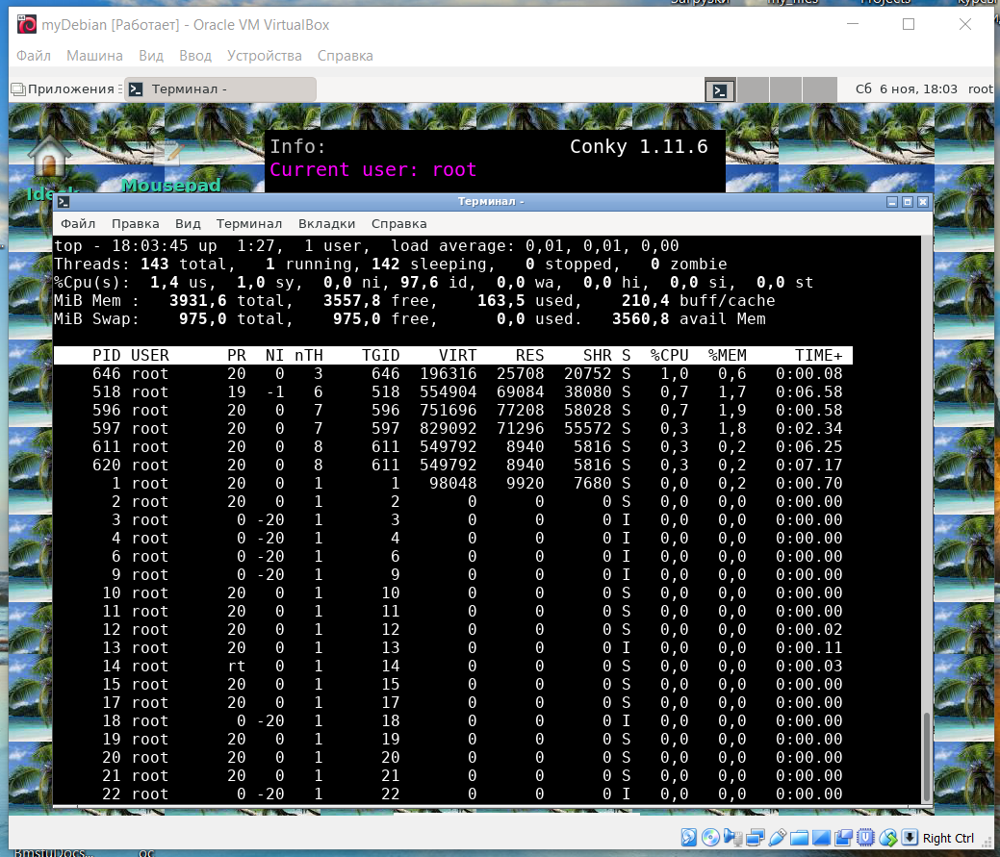 myDebian [Работает] - Oracle VM VirtualBox
Файл Машина Вид Ввод Устройства Справка
Приложения Терминал - Сб 6 ноя, 18:03 root
Info: Conky 1.11.6
Current user: root
Mousepad
Терминал -
Файл Правка Вид Терминал Вкладки Справка
top - 18:03:45 up 1:27, 1 user, load average: 0,01, 0,01, 0,00
Threads: 143 total, 1 running, 142 sleeping, 0 stopped, 0 zombie
%Cpu(s): 1,4 us, 1,0 sy, 0,0 ni, 97,6 id, 0,0 wa, 0,0 hi, 0,0 si, 0,0 st
MiB Mem : 3931,6 total, 3557,8 free, 163,5 used, 210,4 buff/cache
MiB Swap: 975,0 total, 975,0 free, 0,0 used. 3560,8 avail Mem
PID USER PR NI nTH TGID VIRT RES SHR S %CPU %MEM TIME+
646 root 20 0 3 646 196316 25708 20752 S 1,0 0,6 0:00.08
518 root 19 -1 6 518 554904 69084 38080 S 0,7 1,7 0:06.58
596 root 20 0 7 596 751696 77208 58028 S 0,7 1,9 0:00.58
597 root 20 0 7 597 829092 71296 55572 S 0,3 1,8 0:02.34
611 root 20 0 8 611 549792 8940 5816 S 0,3 0,2 0:06.25
620 root 20 0 8 611 549792 8940 5816 S 0,3 0,2 0:07.17
1 root 20 0 1 1 98048 9920 7680 S 0,0 0,2 0:00.70
2 root 20 0 1 2 0 0 0 S 0,0 0,0 0:00.00
3 root 0 -20 1 3 0 0 0 I 0,0 0,0 0:00.00
4 root 0 -20 1 4 0 0 0 I 0,0 0,0 0:00.00
6 root 0 -20 1 6 0 0 0 I 0,0 0,0 0:00.00
9 root 0 -20 1 9 0 0 0 I 0,0 0,0 0:00.00
10 root 20 0 1 10 0 0 0 S 0,0 0,0 0:00.00
11 root 20 0 1 11 0 0 0 S 0,0 0,0 0:00.00
12 root 20 0 1 12 0 0 0 S 0,0 0,0 0:00.02
13 root 20 0 1 13 0 0 0 I 0,0 0,0 0:00.11
14 root rt 0 1 14 0 0 0 S 0,0 0,0 0:00.03
15 root 20 0 1 15 0 0 0 S 0,0 0,0 0:00.00
17 root 20 0 1 17 0 0 0 S 0,0 0,0 0:00.00
18 root 0 -20 1 18 0 0 0 I 0,0 0,0 0:00.00
19 root 20 0 1 19 0 0 0 S 0,0 0,0 0:00.00
20 root 20 0 1 20 0 0 0 S 0,0 0,0 0:00.00
21 root 20 0 1 21 0 0 0 S 0,0 0,0 0:00.00
22 root 0 -20 1 22 0 0 0 I 0,0 0,0 0:00.00
Right Ctrl